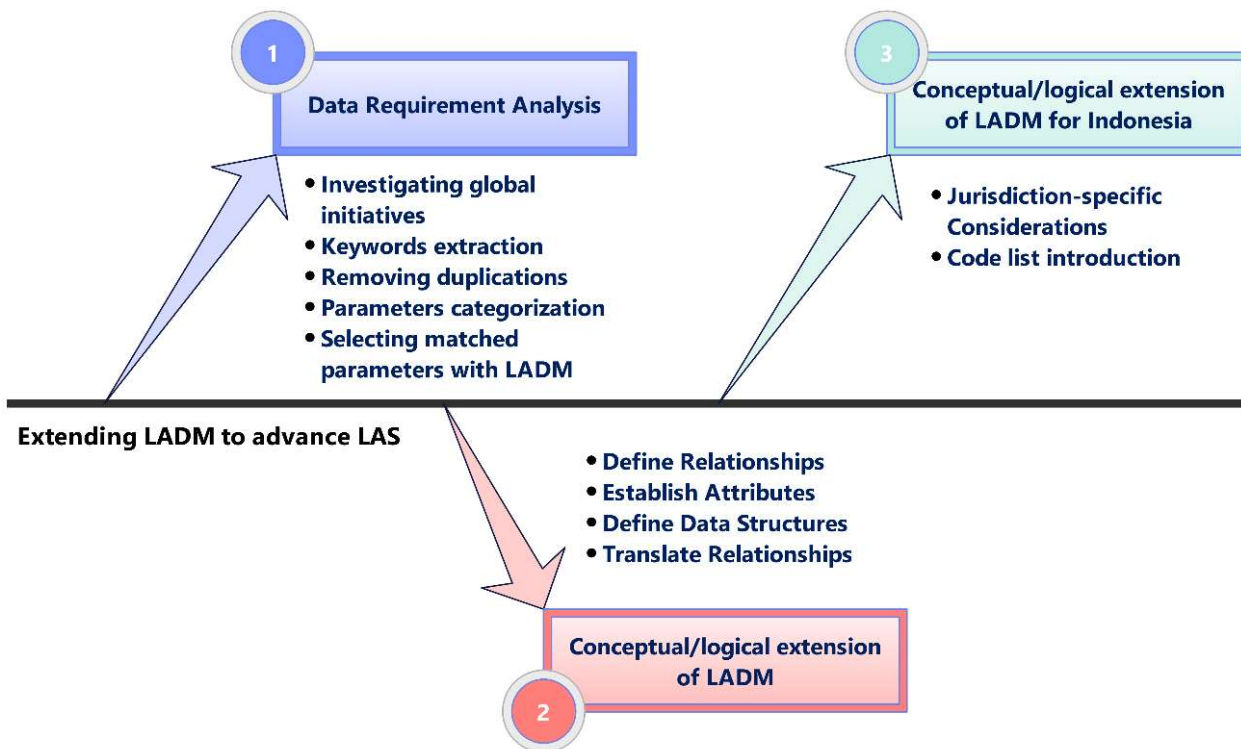 1
Data Requirement Analysis
• Investigating global
initiatives
• Keywords extraction
• Removing duplications
• Parameters categorization
• Selecting matched
parameters with LADM
3
Conceptual/logical extension
of LADM for Indonesia
• Jurisdiction-specific
Considerations
• Code list introduction
Extending LADM to advance LAS
• Define Relationships
• Establish Attributes
• Define Data Structures
• Translate Relationships
Conceptual/logical extension
of LADM
2